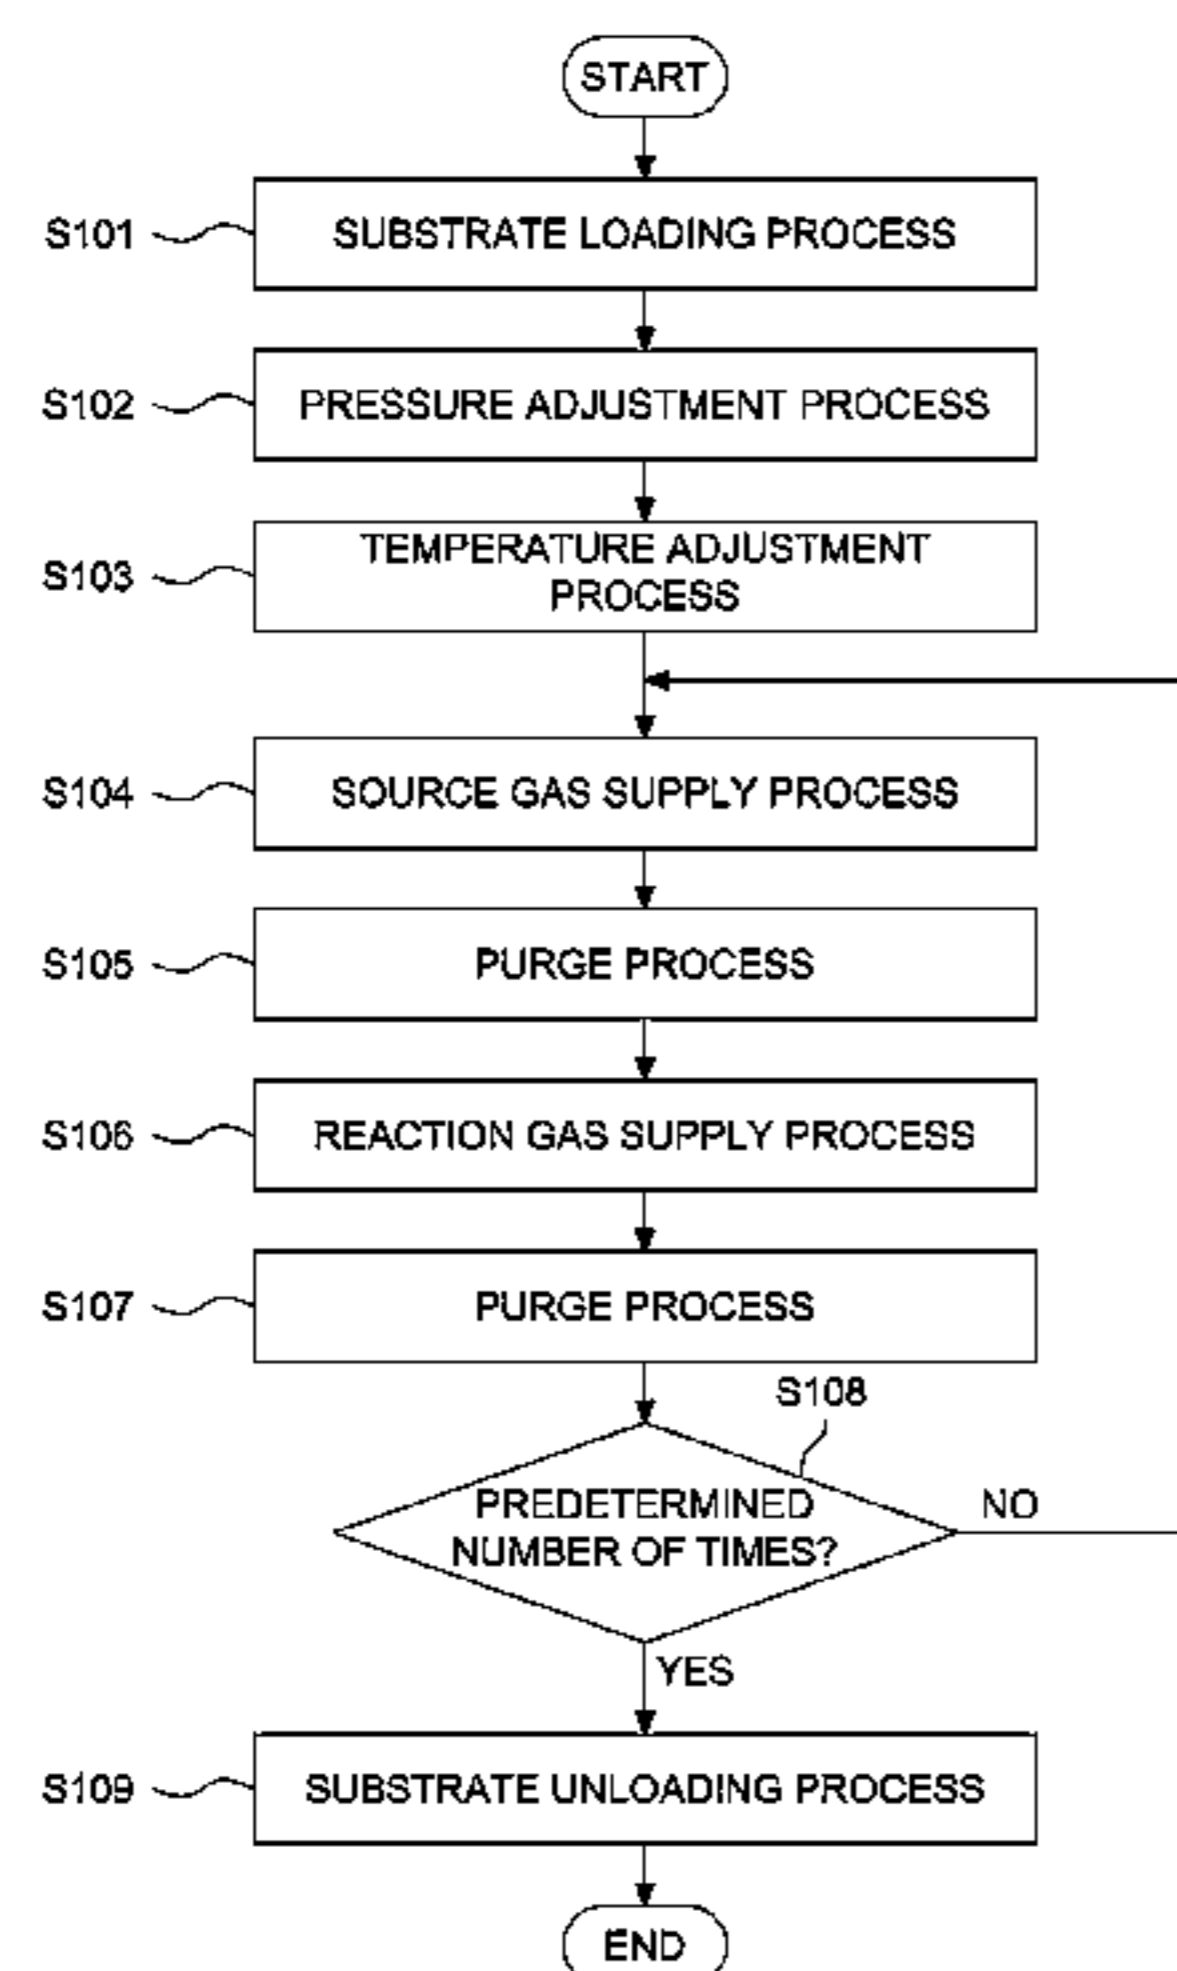 START
S101 SUBSTRATE LOADING PROCESS
S102 PRESSURE ADJUSTMENT PROCESS
TEMPERATURE ADJUSTMENT
S103
PROCESS
S104 SOURCE GAS SUPPLY PROCESS
S105 PURGE PROCESS
S106 REACTION GAS SUPPLY PROCESS
S107 PURGE PROCESS
S108
PREDETERMINED
NUMBER OF TIMES?
NO
YES
S109 SUBSTRATE UNLOADING PROCESS
END